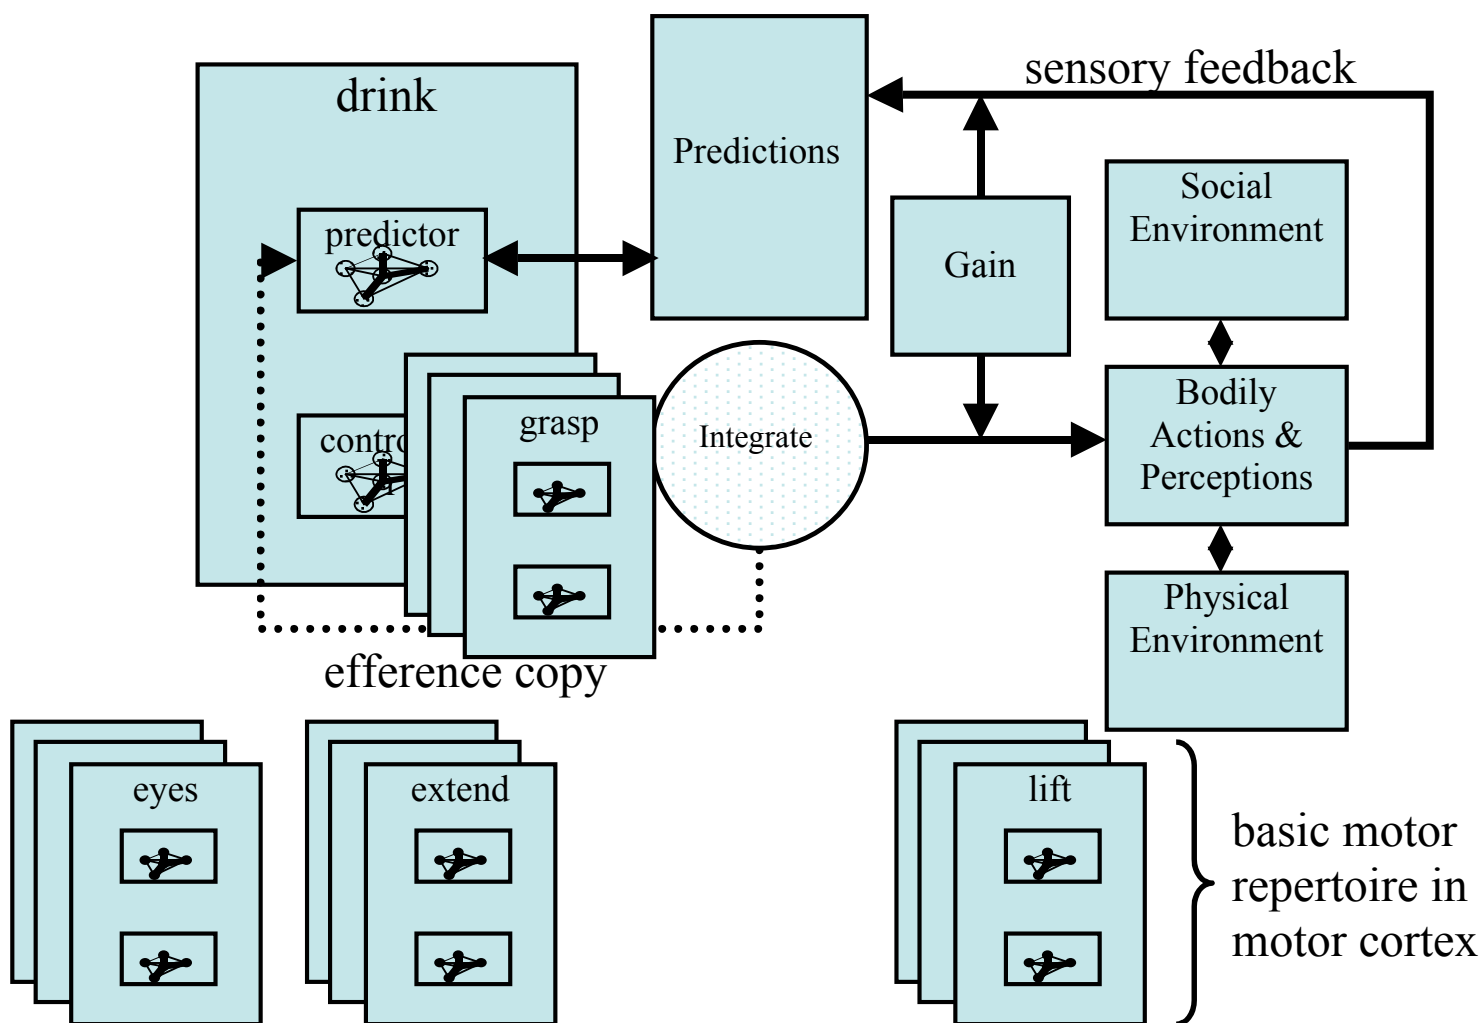 drink
sensory feedback
Predictions
predictor
Social
Environment
Gain
grasp
Integrate
Bodily
Actions &
Perceptions
efference copy
Physical
Environment
eyes
extend
lift
basic motor
repertoire in
motor cortex